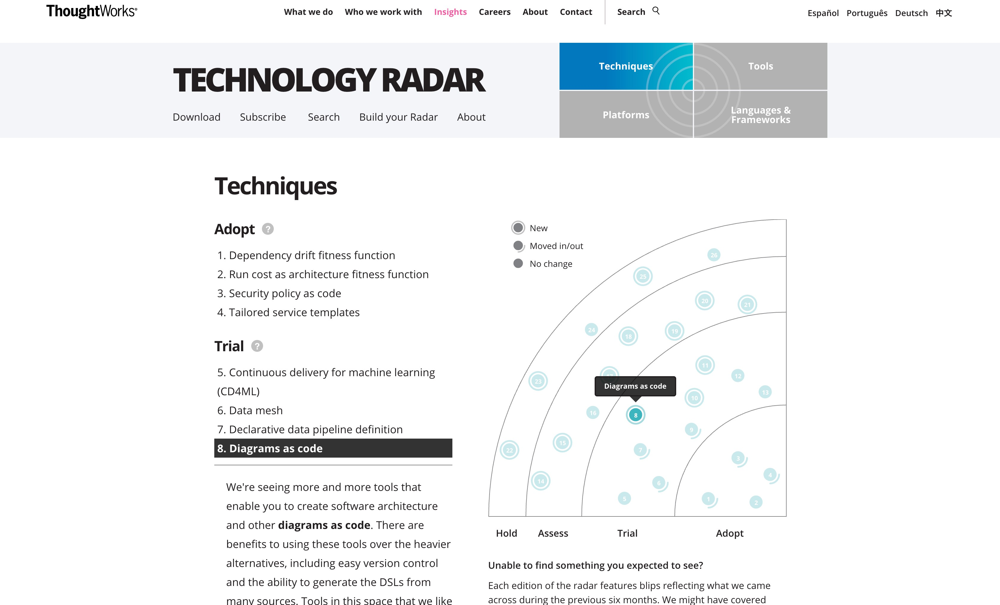 ThoughtWorks®
What we do Who we work with Insights Careers About Contact Search
Español Português Deutsch 中文
TECHNOLOGY RADAR
Download Subscribe Search Build your Radar About
Techniques
Tools
Platforms
Languages &
Frameworks
Techniques
Adopt ?
1. Dependency drift fitness function
2. Run cost as architecture fitness function
3. Security policy as code
4. Tailored service templates
Trial ?
5. Continuous delivery for machine learning
(CD4ML)
6. Data mesh
7. Declarative data pipeline definition
8. Diagrams as code
We're seeing more and more tools that
enable you to create software architecture
and other diagrams as code. There are
benefits to using these tools over the heavier
alternatives, including easy version control
and the ability to generate the DSLs from
many sources. Tools in this space that we like
New
Moved in/out
No change
26
25
20
21
24
18
19
11
12
23
Diagrams as code
13
10
16
8
9
15
22
7
3
14
6
4
5
1
2
Hold Assess Trial Adopt
Unable to find something you expected to see?
Each edition of the radar features blips reflecting what we came
across during the previous six months. We might have covered